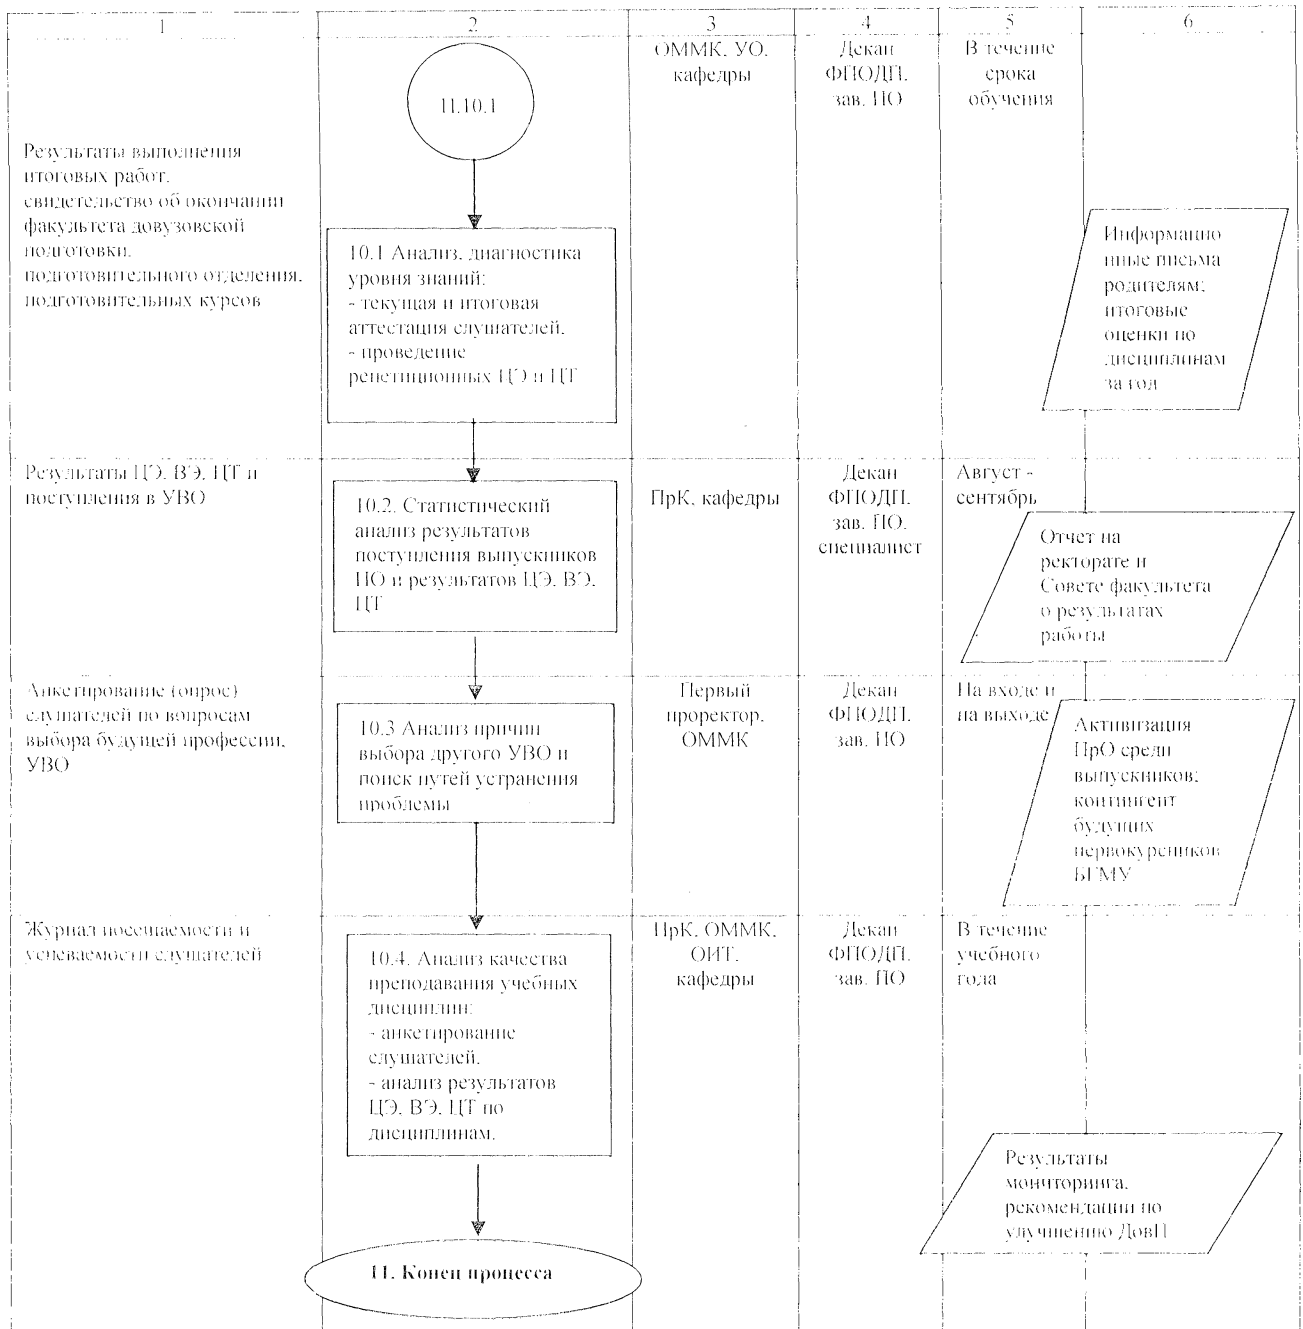 1
2
3
4
5
6
П.10.1
ОММК, УО,
кафедры
Декан
ФПОДП,
зав. ПО
В течение
срока
обучения
Результаты выполнения
итоговых работ,
свидетельство об окончании
факультета довузовской
подготовки,
подготовительного отделения,
подготовительных курсов
10.1 Анализ, диагностика
уровня знаний:
- текущая и итоговая
аттестация слушателей,
- проведение
репетиционных ЦЭ и ЦТ
Информацио
нные письма
родителям;
итоговые
оценки по
дисциплинам
за год
Результаты ЦЭ, ВЭ, ЦТ и
поступления в УВО
10.2. Статистический
анализ результатов
поступления выпускников
ПО и результатов ЦЭ, ВЭ,
ЦТ
ПрК, кафедры
Декан
ФПОДП,
зав. ПО,
специалист
Август -
сентябрь
Отчет на
ректорате и
Совете факультета
о результатах
работы
Анкетирование (опрос)
слушателей по вопросам
выбора будущей профессии,
УВО
10.3 Анализ причин
выбора другого УВО и
поиск путей устранения
проблемы
Первый
проректор,
ОММК
Декан
ФПОДП,
зав. ПО
На входе и
на выходе
Активизация
ПрО среди
выпускников;
контингент
будущих
первокурсников
БГМУ
Журнал посещаемости и
успеваемости слушателей
10.4. Анализ качества
преподавания учебных
дисциплин:
- анкетирование
слушателей,
- анализ результатов
ЦЭ, ВЭ, ЦТ по
дисциплинам.
ПрК, ОММК,
ОИТ,
кафедры
Декан
ФПОДП,
зав. ПО
В течение
учебного
года
Результаты
мониторинга,
рекомендации по
улучшению ДовП
11. Конец процесса